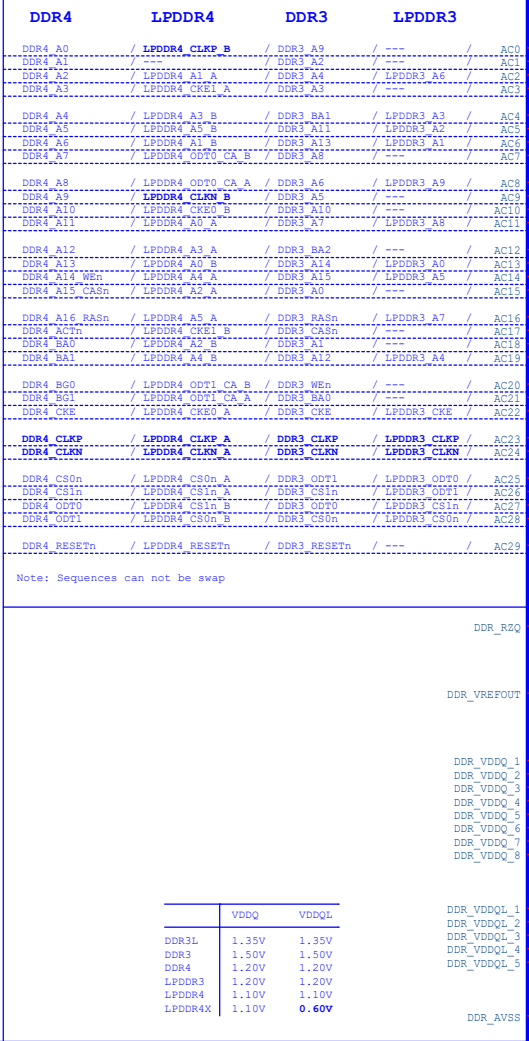 DDR4 LPDDR4 DDR3 LPDDR3
DDR4_A0 / LPDDR4_CLKP_B / DDR3_A9 / --- / AC0
DDR4_A1 / --- / DDR3_A2 / --- / AC1
DDR4_A2 / LPDDR4_A1_A / DDR3_A4 / LPDDR3_A6 / AC2
DDR4_A3 / LPDDR4_CKE1_A / DDR3_A3 / --- / AC3
DDR4_A4 / LPDDR4_A3_B / DDR3_BA1 / LPDDR3_A3 / AC4
DDR4_A5 / LPDDR4_A5_B / DDR3_A11 / LPDDR3_A2 / AC5
DDR4_A6 / LPDDR4_A1_B / DDR3_A13 / LPDDR3_A1 / AC6
DDR4_A7 / LPDDR4_ODT0_CA_B / DDR3_A8 / --- / AC7
DDR4_A8 / LPDDR4_ODT0_CA_A / DDR3_A6 / LPDDR3_A9 / AC8
DDR4_A9 / LPDDR4_CLKN_B / DDR3_A5 / --- / AC9
DDR4_A10 / LPDDR4_CKE0_B / DDR3_A10 / --- / AC10
DDR4_A11 / LPDDR4_A0_A / DDR3_A7 / LPDDR3_A8 / AC11
DDR4_A12 / LPDDR4_A3_A / DDR3_BA2 / --- / AC12
DDR4_A13 / LPDDR4_A0_B / DDR3_A14 / LPDDR3_A0 / AC13
DDR4_A14_WEn / LPDDR4_A4_A / DDR3_A15 / LPDDR3_A5 / AC14
DDR4_A15_CASn / LPDDR4_A2_A / DDR3_A0 / --- / AC15
DDR4_A16_RASn / LPDDR4_A5_A / DDR3_RASn / LPDDR3_A7 / AC16
DDR4_ACTn / LPDDR4_CKE1_B / DDR3_CASn / --- / AC17
DDR4_BA0 / LPDDR4_A2_B / DDR3_A1 / --- / AC18
DDR4_BA1 / LPDDR4_A4_B / DDR3_A12 / LPDDR3_A4 / AC19
DDR4_BG0 / LPDDR4_ODT1_CA_B / DDR3_WEn / --- / AC20
DDR4_BG1 / LPDDR4_ODT1_CA_A / DDR3_BA0 / --- / AC21
DDR4_CKE / LPDDR4_CKE0_A / DDR3_CKE / LPDDR3_CKE / AC22
DDR4_CLKP / LPDDR4_CLKP_A / DDR3_CLKP / LPDDR3_CLKP / AC23
DDR4_CLKN / LPDDR4_CLKN_A / DDR3_CLKN / LPDDR3_CLKN / AC24
DDR4_CS0n / LPDDR4_CS0n_A / DDR3_ODT1 / LPDDR3_ODT0 / AC25
DDR4_CS1n / LPDDR4_CS1n_A / DDR3_CS1n / LPDDR3_ODT1 / AC26
DDR4_ODT0 / LPDDR4_CS1n_B / DDR3_ODT0 / LPDDR3_CS1n / AC27
DDR4_ODT1 / LPDDR4_CS0n_B / DDR3_CS0n / LPDDR3_CS0n / AC28
DDR4_RESETn / LPDDR4_RESETn / DDR3_RESETn / --- / AC29
Note: Sequences can not be swap
DDR_RZQ
DDR_VREFOUT
DDR_VDDQ_1
DDR_VDDQ_2
DDR_VDDQ_3
DDR_VDDQ_4
DDR_VDDQ_5
DDR_VDDQ_6
DDR_VDDQ_7
DDR_VDDQ_8
DDR_VDDQL_1
DDR_VDDQL_2
DDR_VDDQL_3
DDR_VDDQL_4
DDR_VDDQL_5
VDDQ VDDQL
DDR3L 1.35V 1.35V
DDR3 1.50V 1.50V
DDR4 1.20V 1.20V
LPDDR3 1.20V 1.20V
LPDDR4 1.10V 1.10V
LPDDR4X 1.10V 0.60V
DDR_AVSS